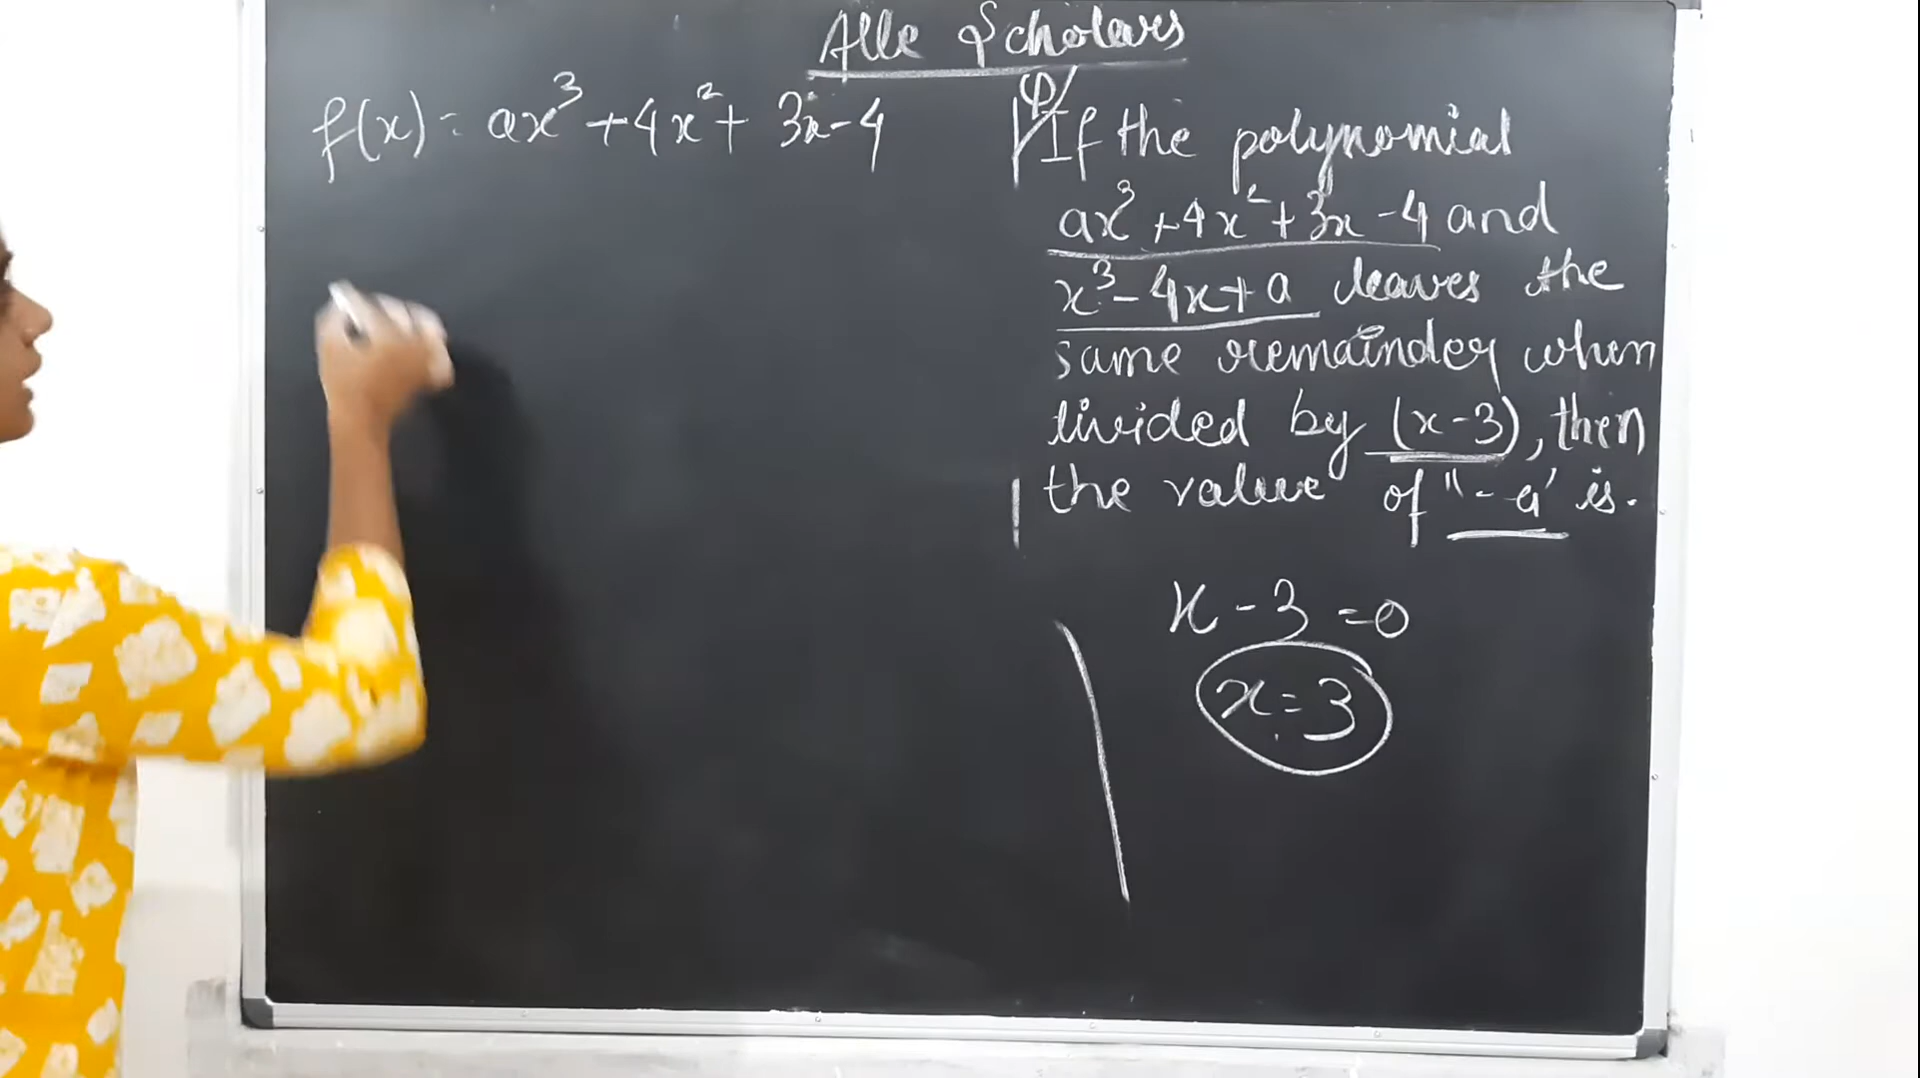 Alle Scholars
f(x) = ax³ + 4x² + 3x - 4
Q/
If the polynomial
ax³ + 4x² + 3x - 4 and
x³ - 4x + a leaves the
same remainder when
divided by (x - 3), then
the value of "- a' is.
x - 3 = 0
x = 3